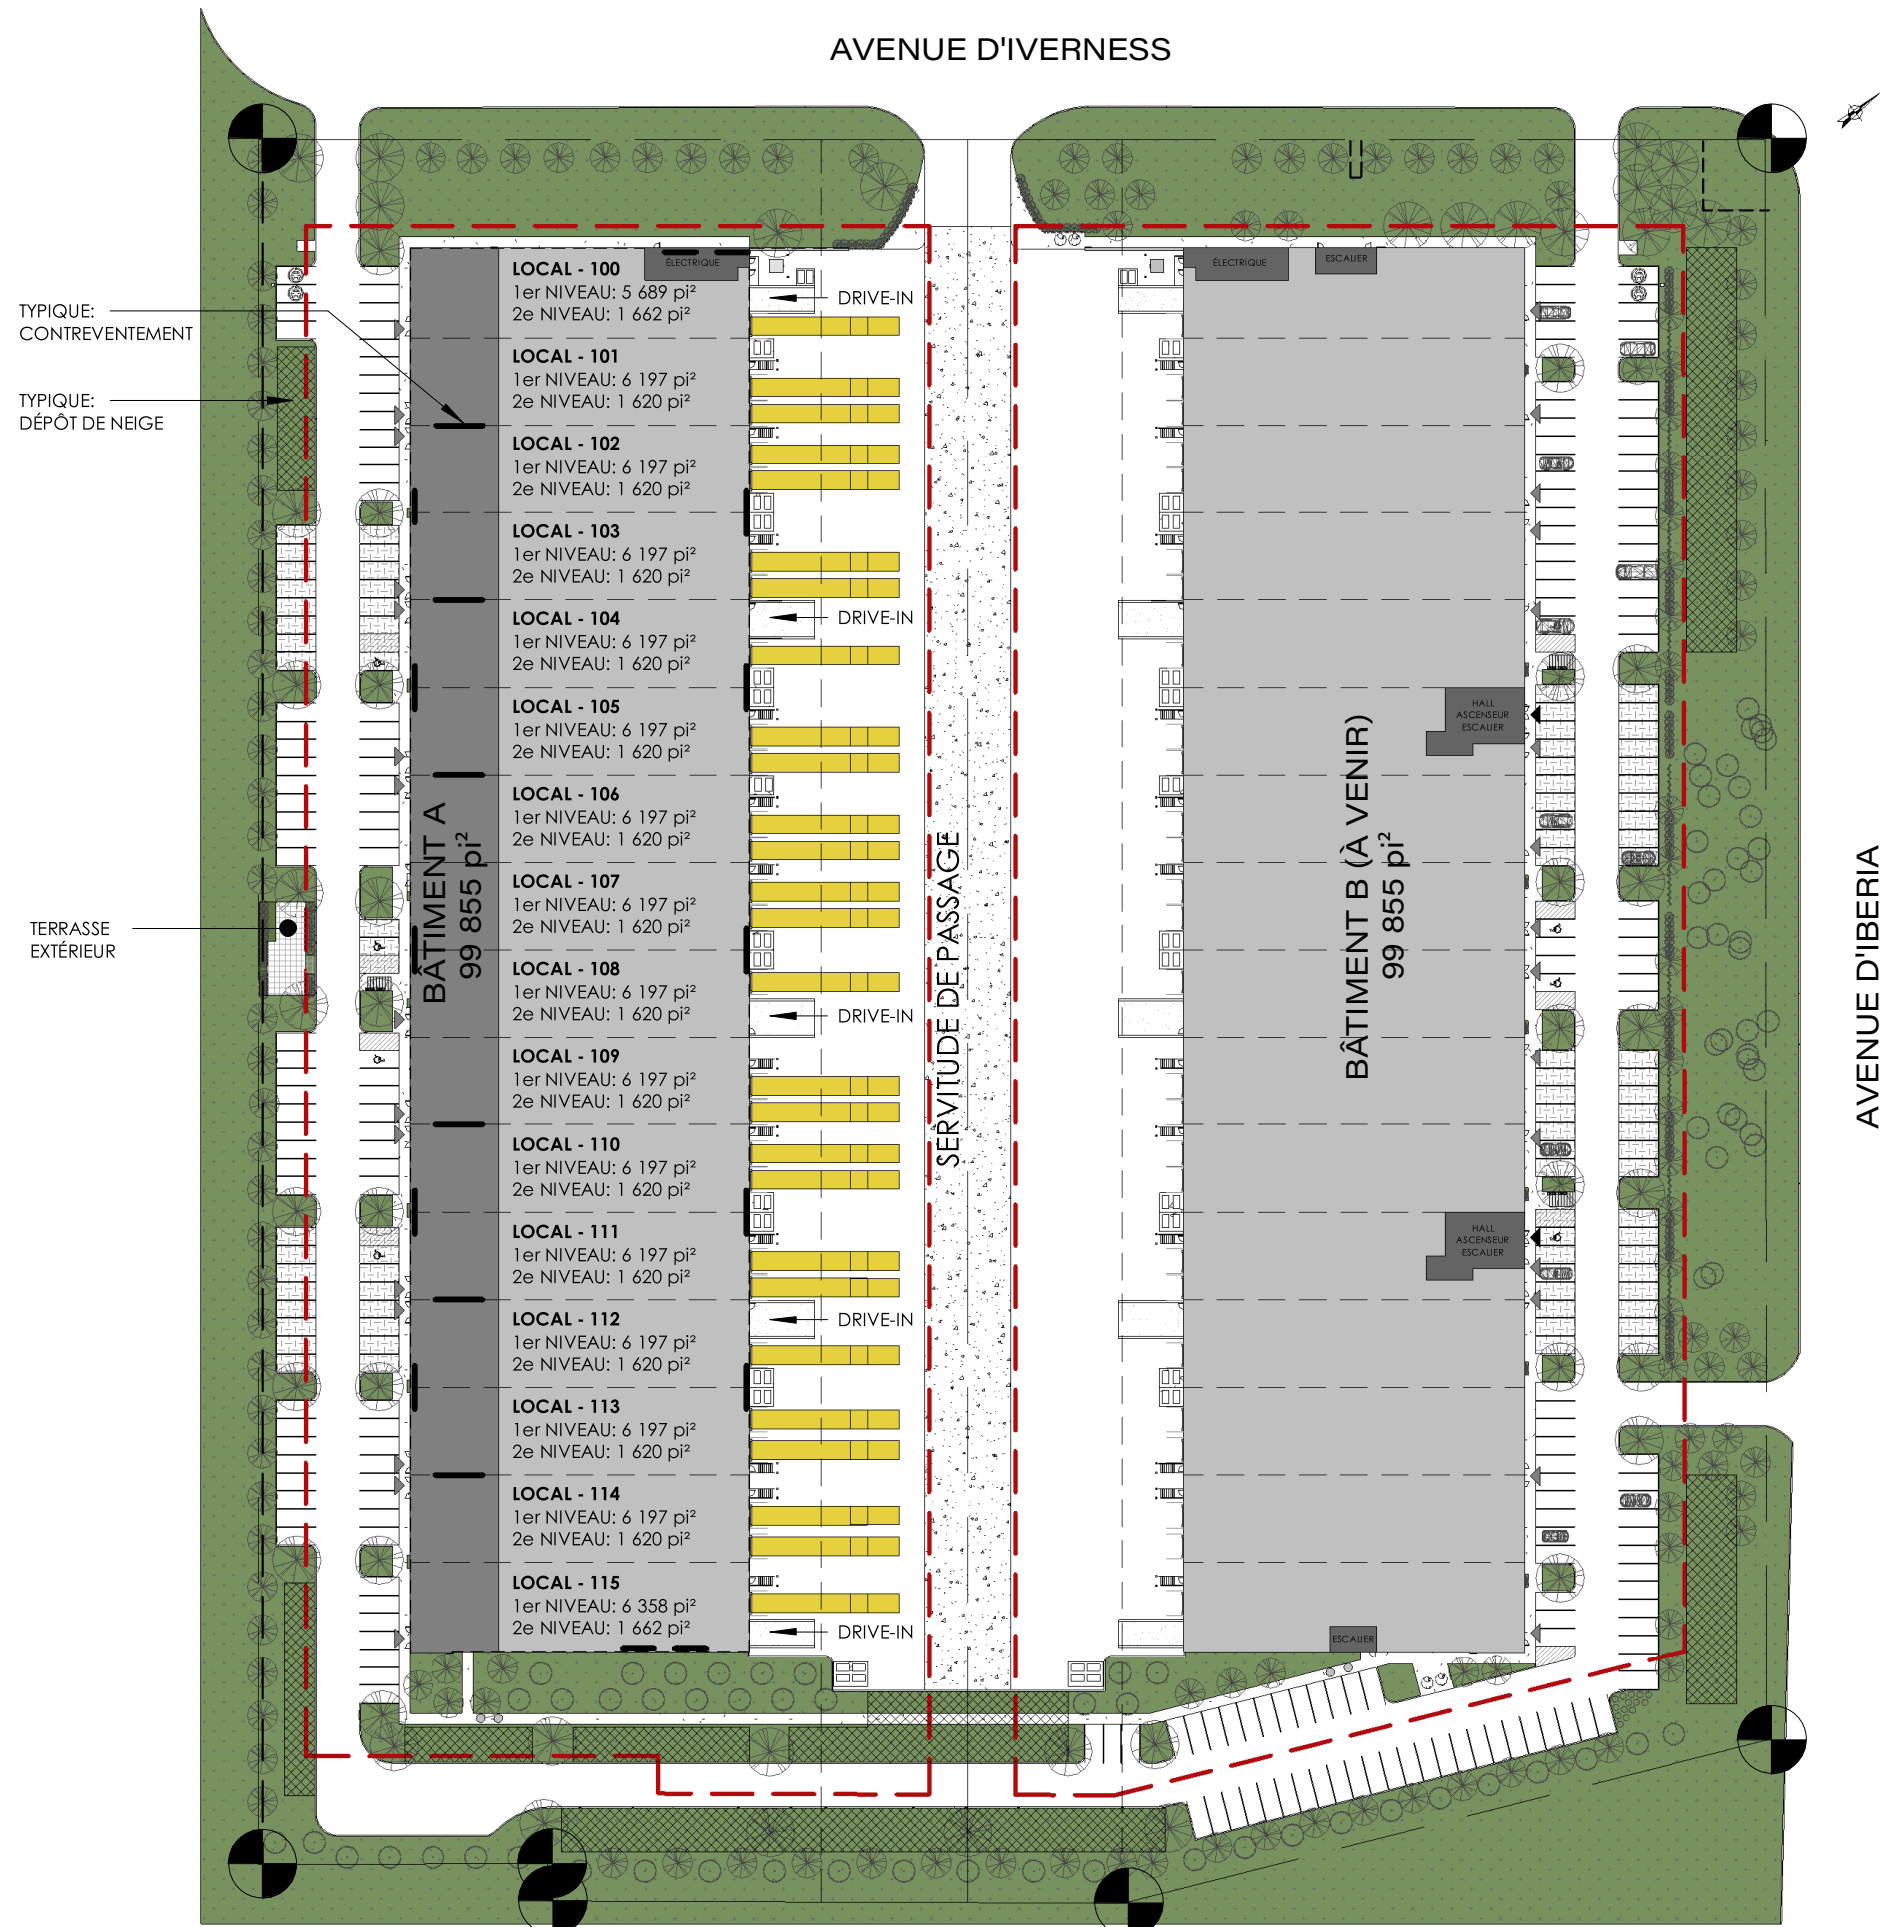 AVENUE D'IVERNESS
TYPIQUE:
CONTREVENTEMENT
TYPIQUE:
DÉPÔT DE NEIGE
TERRASSE
EXTÉRIEUR
BÂTIMENT A
99 855 pi²
ÉLECTRIQUE
LOCAL - 100
1er NIVEAU: 5 689 pi²
2e NIVEAU: 1 662 pi²
DRIVE-IN
LOCAL - 101
1er NIVEAU: 6 197 pi²
2e NIVEAU: 1 620 pi²
LOCAL - 102
1er NIVEAU: 6 197 pi²
2e NIVEAU: 1 620 pi²
LOCAL - 103
1er NIVEAU: 6 197 pi²
2e NIVEAU: 1 620 pi²
LOCAL - 104
1er NIVEAU: 6 197 pi²
2e NIVEAU: 1 620 pi²
DRIVE-IN
LOCAL - 105
1er NIVEAU: 6 197 pi²
2e NIVEAU: 1 620 pi²
LOCAL - 106
1er NIVEAU: 6 197 pi²
2e NIVEAU: 1 620 pi²
LOCAL - 107
1er NIVEAU: 6 197 pi²
2e NIVEAU: 1 620 pi²
LOCAL - 108
1er NIVEAU: 6 197 pi²
2e NIVEAU: 1 620 pi²
DRIVE-IN
LOCAL - 109
1er NIVEAU: 6 197 pi²
2e NIVEAU: 1 620 pi²
LOCAL - 110
1er NIVEAU: 6 197 pi²
2e NIVEAU: 1 620 pi²
LOCAL - 111
1er NIVEAU: 6 197 pi²
2e NIVEAU: 1 620 pi²
LOCAL - 112
1er NIVEAU: 6 197 pi²
2e NIVEAU: 1 620 pi²
DRIVE-IN
LOCAL - 113
1er NIVEAU: 6 197 pi²
2e NIVEAU: 1 620 pi²
LOCAL - 114
1er NIVEAU: 6 197 pi²
2e NIVEAU: 1 620 pi²
LOCAL - 115
1er NIVEAU: 6 358 pi²
2e NIVEAU: 1 662 pi²
DRIVE-IN
SERVITUDE DE PASSAGE
ÉLECTRIQUE
ESCALIER
HALL
ASCENSEUR
ESCALIER
BÂTIMENT B (À VENIR)
99 855 pi²
HALL
ASCENSEUR
ESCALIER
ESCALIER
AVENUE D'IBERIA